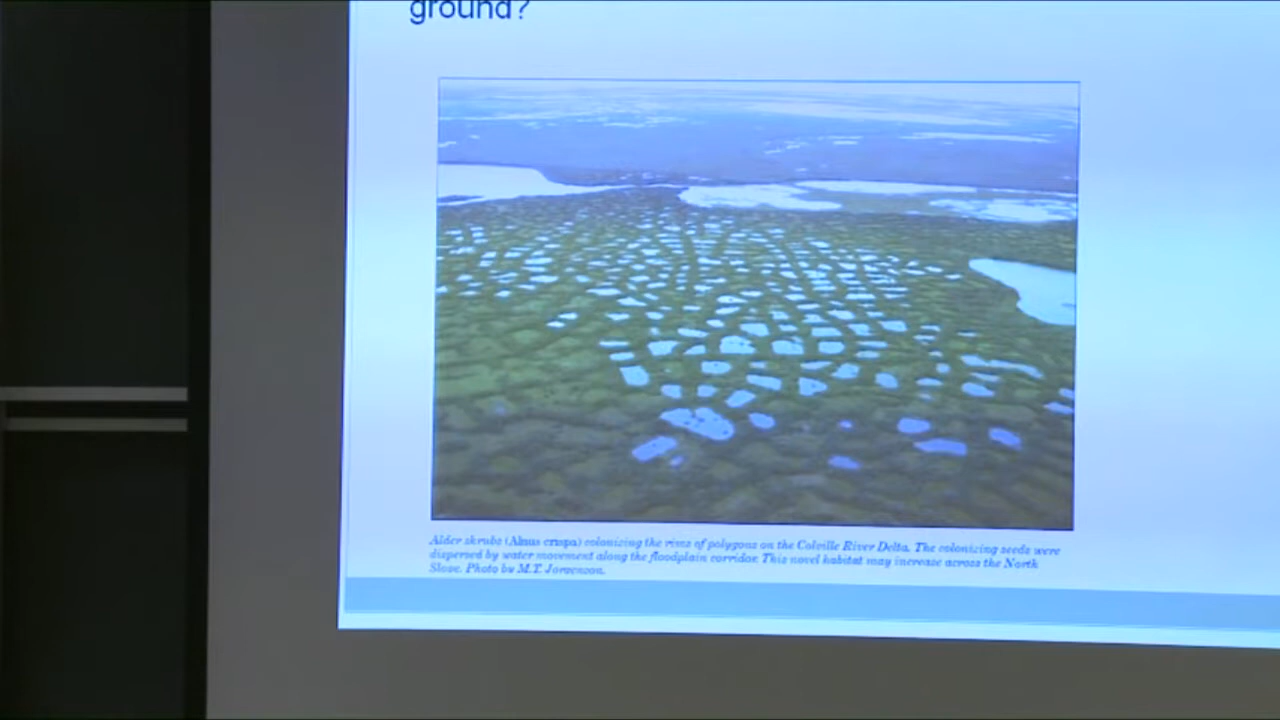 ground?
Alder shrubs (Alnus crispa) colonizing the rims of polygons on the Colville River Delta. The colonizing seeds were
dispersed by water movement along the floodplain corridor. This novel habitat may increase across the North
Slope. Photo by M.T. Jorgenson.